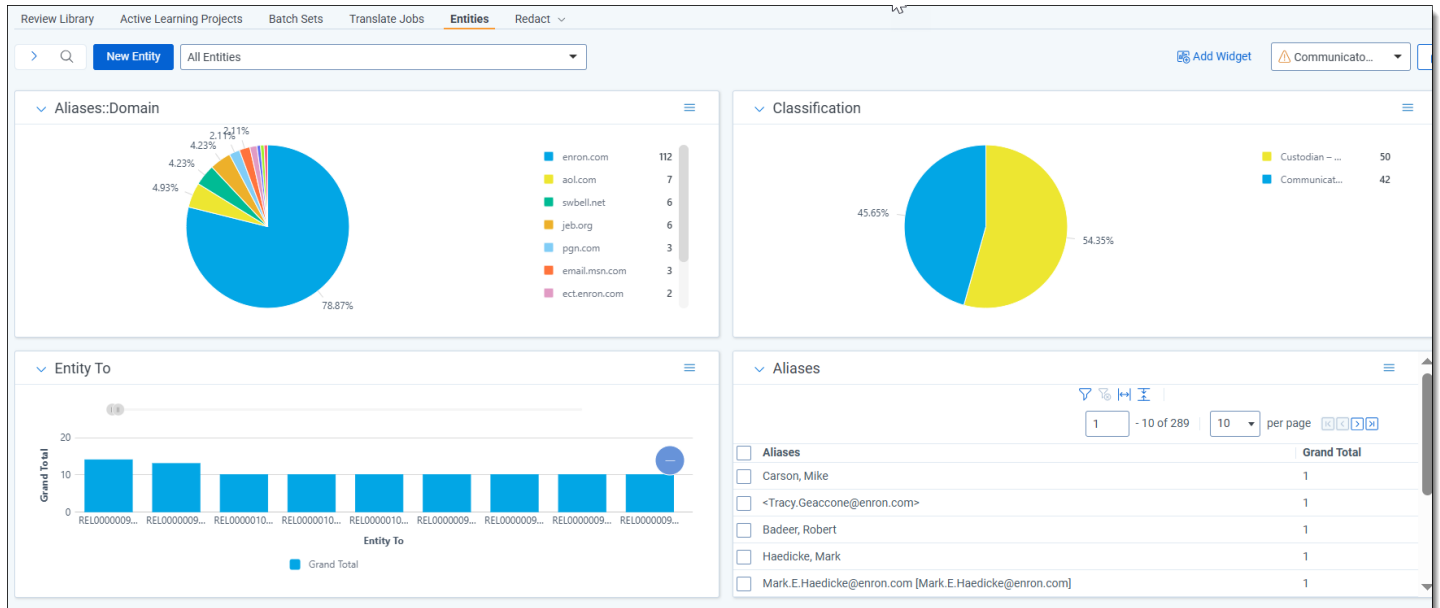 Review Library Active Learning Projects Batch Sets Translate Jobs Entities Redact
New Entity All Entities Add Widget Communicato...
Aliases::Domain
2.11%
2.11%
4.23%
4.23%
4.93%
78.87%
enron.com 112
aol.com 7
swbell.net 6
jeb.org 6
pgn.com 3
email.msn.com 3
ect.enron.com 2
Classification
45.65%
54.35%
Custodian – ... 50
Communicat... 42
Entity To
20
10
0
Grand Total
REL0000009... REL0000009... REL0000010... REL0000010... REL0000010... REL0000009... REL0000009... REL0000009... REL0000009...
Entity To
Grand Total
Aliases
1 - 10 of 289 10 per page
Aliases Grand Total
Carson, Mike 1
<Tracy.Geaccone@enron.com> 1
Badeer, Robert 1
Haedicke, Mark 1
Mark.E.Haedicke@enron.com [Mark.E.Haedicke@enron.com] 1